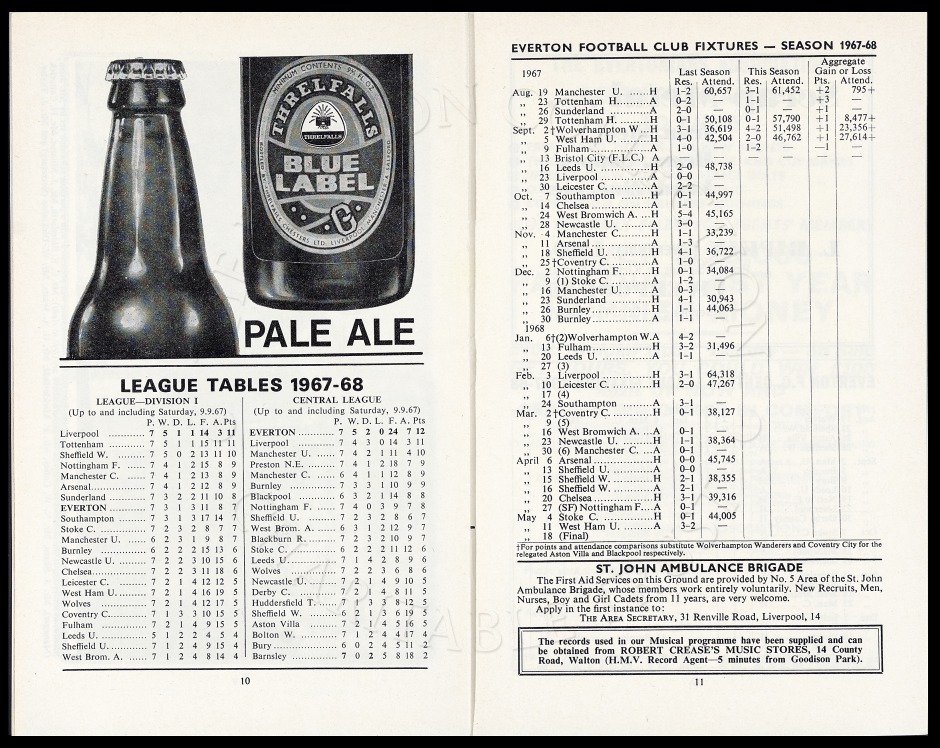 MINIMUM CONTENTS 9⅔ FL. OZ.
THRELFALLS
THRELFALLS
BLUE
LABEL
PALE ALE
LEAGUE TABLES 1967-68
LEAGUE—DIVISION I
(Up to and including Saturday, 9.9.67)
P. W. D. L. F. A. Pts
Liverpool ............ 7 5 1 1 14 3 11
Tottenham ............ 7 5 1 1 15 11 11
Sheffield W. ......... 7 5 0 2 13 11 10
Nottingham F. ...... 7 4 1 2 15 8 9
Manchester C. ...... 7 4 1 2 13 8 9
Arsenal............... 7 4 1 2 13 8 9
Sunderland ......... 7 3 2 2 11 10 8
EVERTON ............ 7 3 1 3 11 8 7
Southampton ...... 7 3 1 3 17 14 7
Stoke C. ............ 7 2 3 2 8 7 7
Manchester U. ...... 6 2 3 1 9 8 7
Burnley ............ 6 2 2 2 15 13 6
Newcastle U. ...... 7 2 2 3 10 15 6
Chelsea............... 7 2 2 3 11 18 6
Leicester C. ......... 7 2 1 4 12 12 5
West Ham U. ...... 7 2 1 4 16 19 5
Wolves ............ 7 2 1 4 12 17 5
Coventry C. ......... 7 1 3 3 10 15 5
Fulham ............ 7 2 1 4 9 15 5
Leeds U. ............ 5 1 2 2 4 5 4
Sheffield U. ......... 7 1 2 4 9 15 4
West Brom. A. ...... 7 1 2 4 8 14 4
CENTRAL LEAGUE
(Up to and including Saturday, 9.9.67)
P. W. D. L. F. A. Pts
EVERTON ............ 7 5 2 0 24 7 12
Liverpool ............ 7 4 3 0 14 3 11
Manchester U. ...... 7 4 2 1 11 4 10
Preston N.E. ......... 7 4 1 2 18 7 9
Manchester C. ...... 6 4 1 1 12 8 9
Burnley ............ 7 3 3 1 10 9 9
Blackpool ............ 6 3 2 1 14 8 8
Nottingham F. ...... 7 4 0 3 9 7 8
Sheffield U. ......... 7 2 3 2 8 6 7
West Brom. A. ...... 6 3 1 2 12 9 7
Blackburn R. ......... 7 2 3 2 10 9 7
Stoke C. ............ 6 2 2 2 11 12 6
Leeds U. ............ 7 1 4 2 8 9 6
Wolves ............ 7 2 2 3 6 8 6
Newcastle U. ......... 7 2 1 4 9 10 5
Derby C. ............ 7 2 1 4 8 11 5
Huddersfield T. ...... 7 1 3 3 8 12 5
Sheffield W. ......... 6 2 1 3 6 19 5
Aston Villa ......... 7 2 1 4 5 16 5
Bolton W. ............ 7 1 2 4 4 17 4
Bury ............ 6 0 2 4 5 11 2
Barnsley ............ 7 0 2 5 8 18 2
10
EVERTON FOOTBALL CLUB FIXTURES — SEASON 1967-68
1967 Last Season This Season Aggregate Gain or Loss
Res. Attend. Res. Attend. Pts. Attend.
Aug. 19 Manchester U. ......H 1–2 60,657 3–1 61,452 +2 795+
„ 23 Tottenham H..........A 0–2 — 1–1 — +3 —
„ 26 Sunderland .........A 2–0 — 0–1 — +1 —
„ 29 Tottenham H. .........H 0–1 50,108 0–1 57,790 +1 8,477+
Sept. 2 †Wolverhampton W...H 3–1 36,619 4–2 51,498 +1 23,356+
„ 5 West Ham U. .........H 4–0 42,504 2–0 46,762 +1 27,614+
„ 9 Fulham...............A 1–0 — 1–2 — —1 —
„ 13 Bristol City (F.L.C.) A — — — — — —
„ 16 Leeds U. ............H 2–0 48,738
„ 23 Liverpool ............A 0–0 —
„ 30 Leicester C. .........A 2–2 —
Oct. 7 Southampton .........H 0–1 44,997
„ 14 Chelsea ...............A 1–1 —
„ 24 West Bromwich A. ...H 5–4 45,165
„ 28 Newcastle U. .........A 3–0 —
Nov. 4 Manchester C.........H 1–1 33,239
„ 11 Arsenal ...............A 1–3 —
„ 18 Sheffield U. .........H 4–1 36,722
„ 25 †Coventry C. .........A 1–0 —
Dec. 2 Nottingham F.........H 0–1 34,084
„ 9 (1) Stoke C. .........A 1–2 —
„ 16 Manchester U.........A 0–3 —
„ 23 Sunderland .........H 4–1 30,943
„ 26 Burnley ...............H 1–1 44,063
„ 30 Burnley ...............A 1–1 —
1968
Jan. 6 †(2)Wolverhampton W.A 4–2 —
„ 13 Fulham...............H 3–2 31,496
„ 20 Leeds U. ............A 1–1 —
„ 27 (3)
Feb. 3 Liverpool ............H 3–1 64,318
„ 10 Leicester C. .........H 2–0 47,267
„ 17 (4)
„ 24 Southampton .........A 3–1 —
Mar. 2 †Coventry C. .........H 0–1 38,127
„ 9 (5)
„ 16 West Bromwich A. ...A 0–1 —
„ 23 Newcastle U. .........H 1–1 38,364
„ 30 (6) Manchester C. ...A 0–1 —
April 6 Arsenal ...............H 0–0 45,745
„ 13 Sheffield U. .........A 0–0 —
„ 15 Sheffield W. .........H 2–1 38,355
„ 16 Sheffield W. .........A 2–1 —
„ 20 Chelsea ...............H 3–1 39,316
„ 27 (SF) Nottingham F....A 0–1 —
May 4 Stoke C. ............H 0–1 44,005
„ 11 West Ham U. .........A 3–2 —
„ 18 (Final)
†For points and attendance comparisons substitute Wolverhampton Wanderers and Coventry City for the
relegated Aston Villa and Blackpool respectively.
ST. JOHN AMBULANCE BRIGADE
The First Aid Services on this Ground are provided by No. 5 Area of the St. John
Ambulance Brigade, whose members work entirely voluntarily. New Recruits, Men,
Nurses, Boy and Girl Cadets from 11 years, are very welcome.
Apply in the first instance to:
THE AREA SECRETARY, 31 Renville Road, Liverpool, 14
The records used in our Musical programme have been supplied and can
be obtained from ROBERT CREASE'S MUSIC STORES, 14 County
Road, Walton (H.M.V. Record Agent—5 minutes from Goodison Park).
11